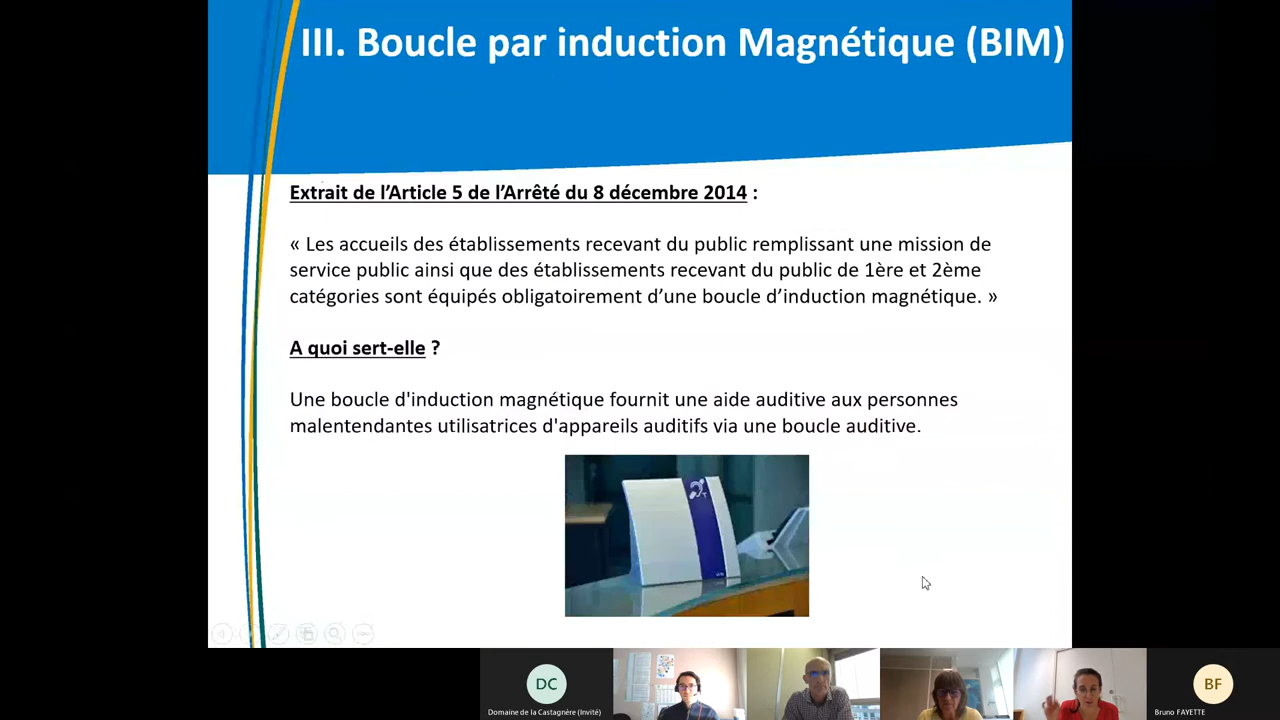 III. Boucle par induction Magnétique (BIM)
Extrait de l’Article 5 de l’Arrêté du 8 décembre 2014 :
« Les accueils des établissements recevant du public remplissant une mission de
service public ainsi que des établissements recevant du public de 1ère et 2ème
catégories sont équipés obligatoirement d’une boucle d’induction magnétique. »
A quoi sert-elle ?
Une boucle d'induction magnétique fournit une aide auditive aux personnes
malentendantes utilisatrices d'appareils auditifs via une boucle auditive.
T
DC
Domaine de la Castagnère (Invité)
BF
Bruno FAYETTE